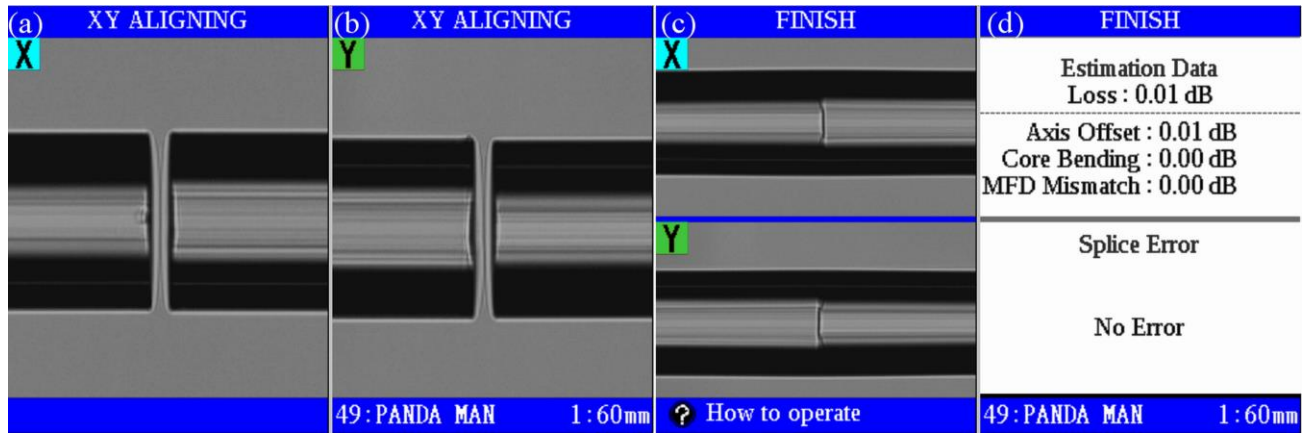 (a) XY ALIGNING
X
(b) XY ALIGNING
Y
49:PANDA MAN 1:60mm
(c) FINISH
X
Y
? How to operate
(d) FINISH
Estimation Data
Loss : 0.01 dB
Axis Offset : 0.01 dB
Core Bending : 0.00 dB
MFD Mismatch : 0.00 dB
Splice Error
No Error
49:PANDA MAN 1:60mm